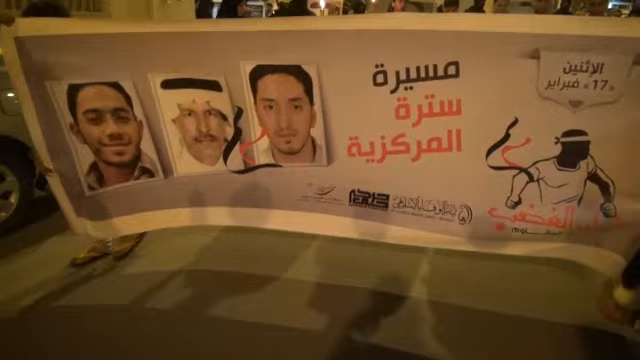 الإثنين
«17» فبراير
مسيرة
سترة
المركزية
الغضب